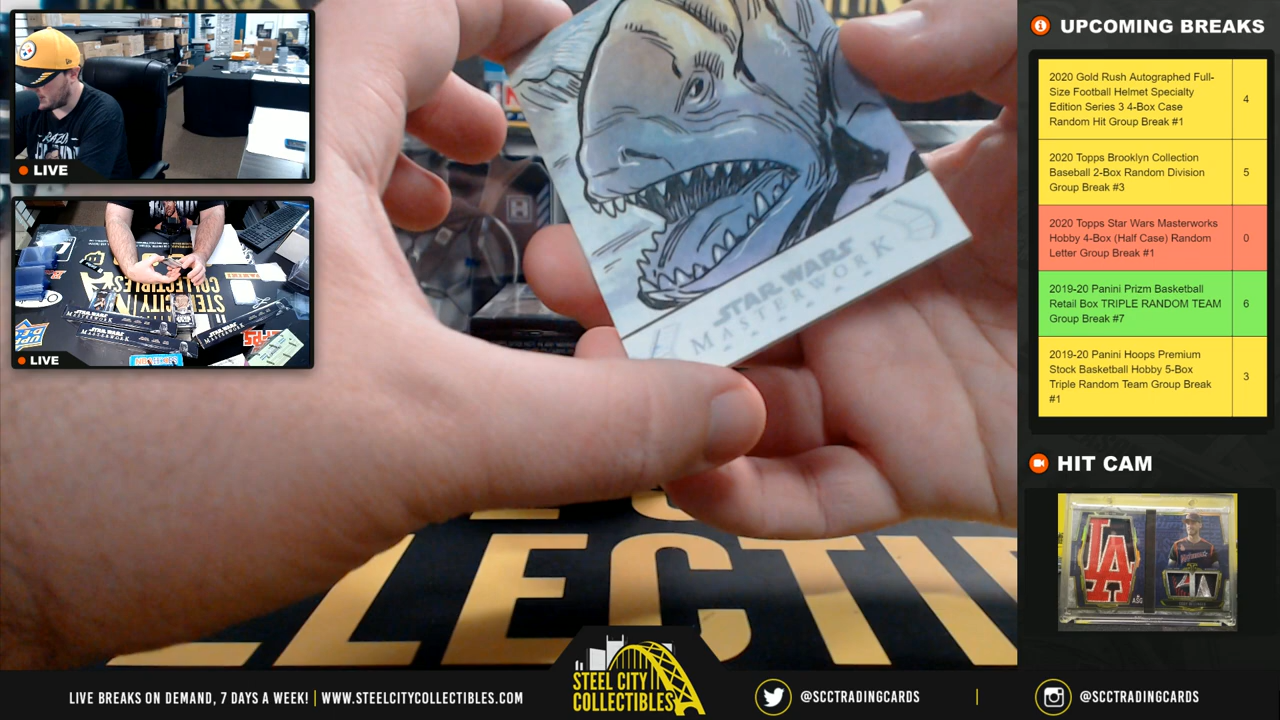 UPCOMING BREAKS
2020 Gold Rush Autographed Full-
Size Football Helmet Specialty
Edition Series 3 4-Box Case
Random Hit Group Break #1
4
2020 Topps Brooklyn Collection
Baseball 2-Box Random Division
Group Break #3
5
2020 Topps Star Wars Masterworks
Hobby 4-Box (Half Case) Random
Letter Group Break #1
0
2019-20 Panini Prizm Basketball
Retail Box TRIPLE RANDOM TEAM
Group Break #7
6
2019-20 Panini Hoops Premium
Stock Basketball Hobby 5-Box
Triple Random Team Group Break
#1
3
HIT CAM
LA
LIVE
LIVE
STAR WARS
MASTERWORK
LLECTI
STEEL CITY
COLLECTIBLES
LIVE BREAKS ON DEMAND, 7 DAYS A WEEK! | WWW.STEELCITYCOLLECTIBLES.COM
@SCCTRADINGCARDS
|
@SCCTRADINGCARDS